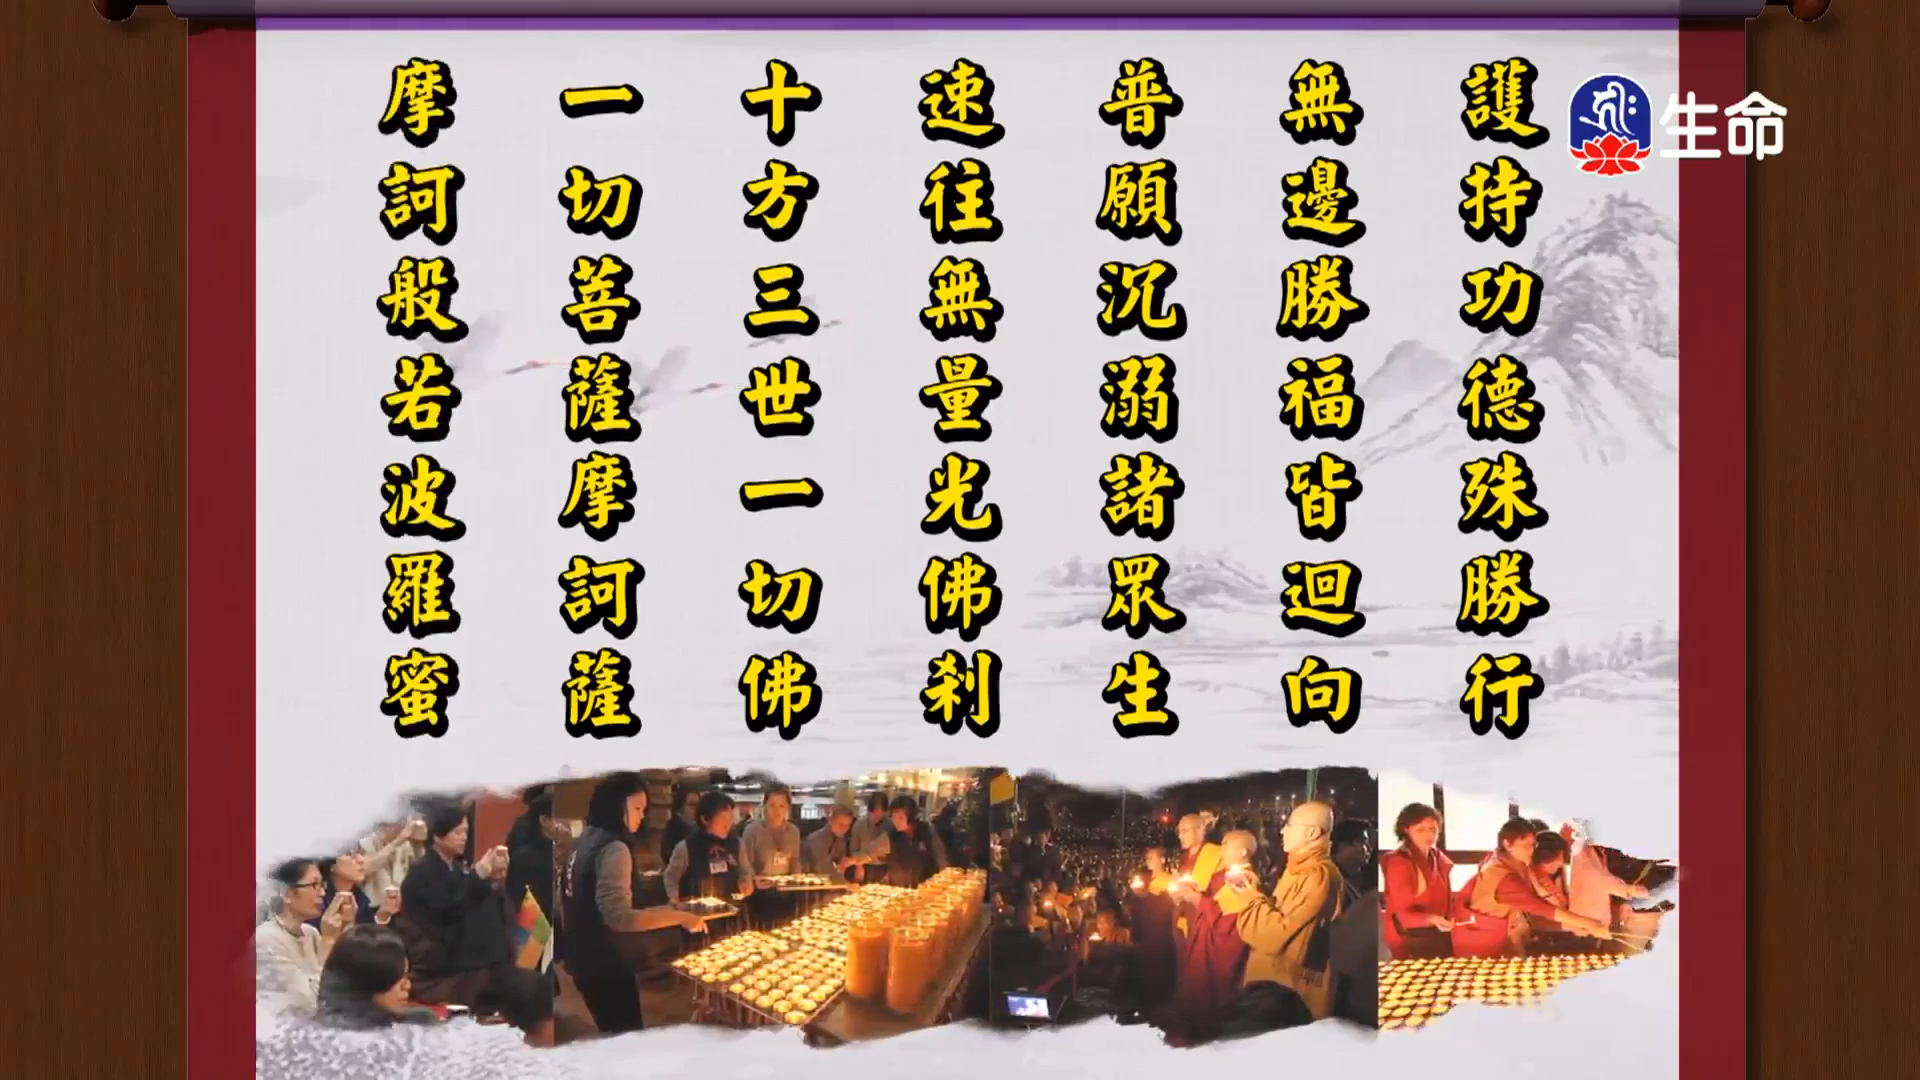 護持功德殊勝行
無邊勝福皆迴向
普願沉溺諸眾生
速往無量光佛剎
十方三世一切佛
一切菩薩摩訶薩
摩訶般若波羅蜜
生命